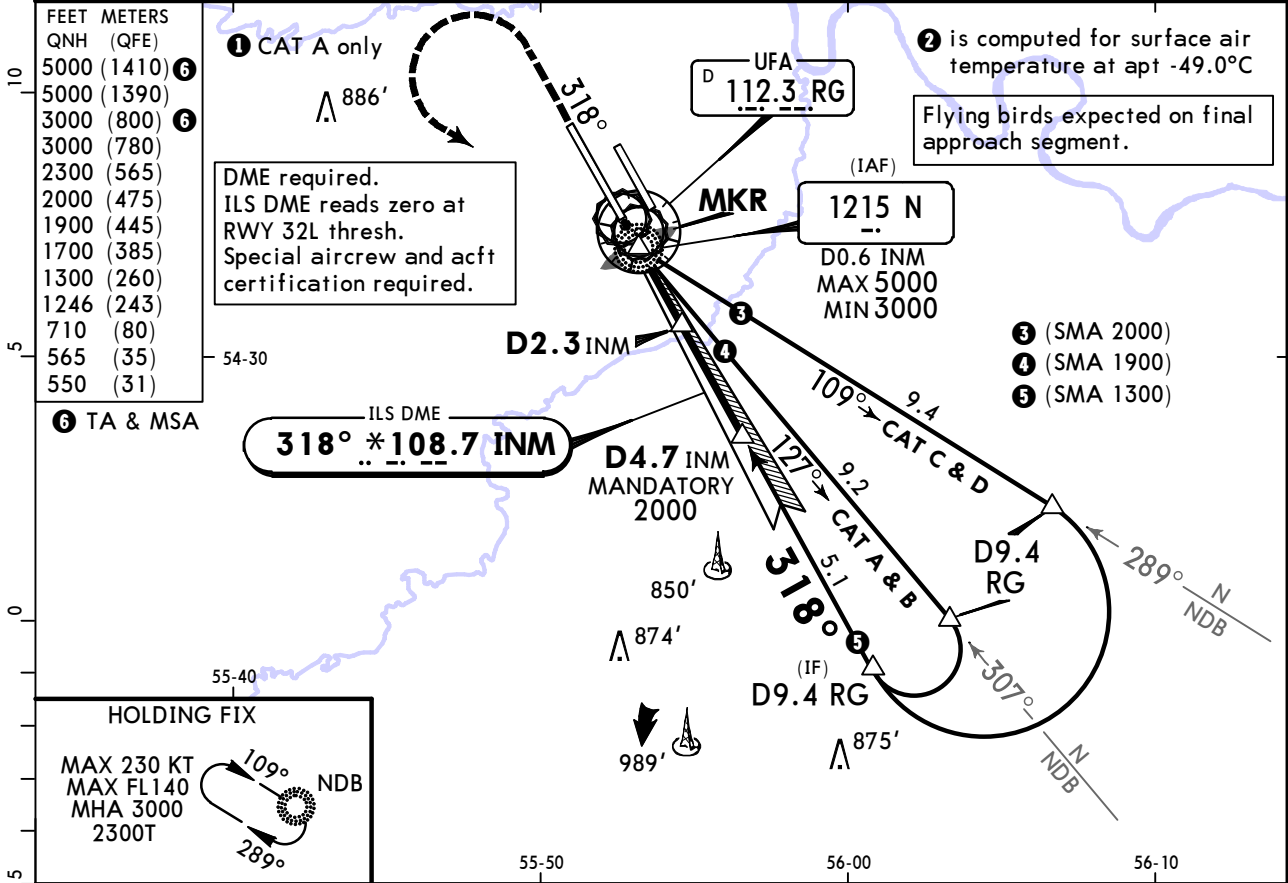 FEET METERS
QNH (QFE)
5000 (1410) 6
5000 (1390)
3000 (800) 6
3000 (780)
2300 (565)
2000 (475)
1900 (445)
1700 (385)
1300 (260)
1246 (243)
710 (80)
565 (35)
550 (31)
6 TA & MSA
10
5
0
5
1 CAT A only
886'
318°
DME required.
ILS DME reads zero at
RWY 32L thresh.
Special aircrew and acft
certification required.
UFA
D 112.3 RG
2 is computed for surface air
temperature at apt -49.0°C
Flying birds expected on final
approach segment.
(IAF)
1215 N
D0.6 INM
MAX 5000
MIN 3000
MKR
3
4
3 (SMA 2000)
4 (SMA 1900)
5 (SMA 1300)
54-30
D2.3 INM
ILS DME
318° *108.7 INM
D4.7 INM
MANDATORY
2000
109° 9.4
CAT C & D
127° 9.2
CAT A & B
318° 5.1
5
D9.4
RG
289° N
NDB
307° N
NDB
(IF)
D9.4 RG
850'
874'
989'
875'
55-40
HOLDING FIX
MAX 230 KT
MAX FL140
MHA 3000
2300T
109°
NDB
289°
55-50
56-00
56-10